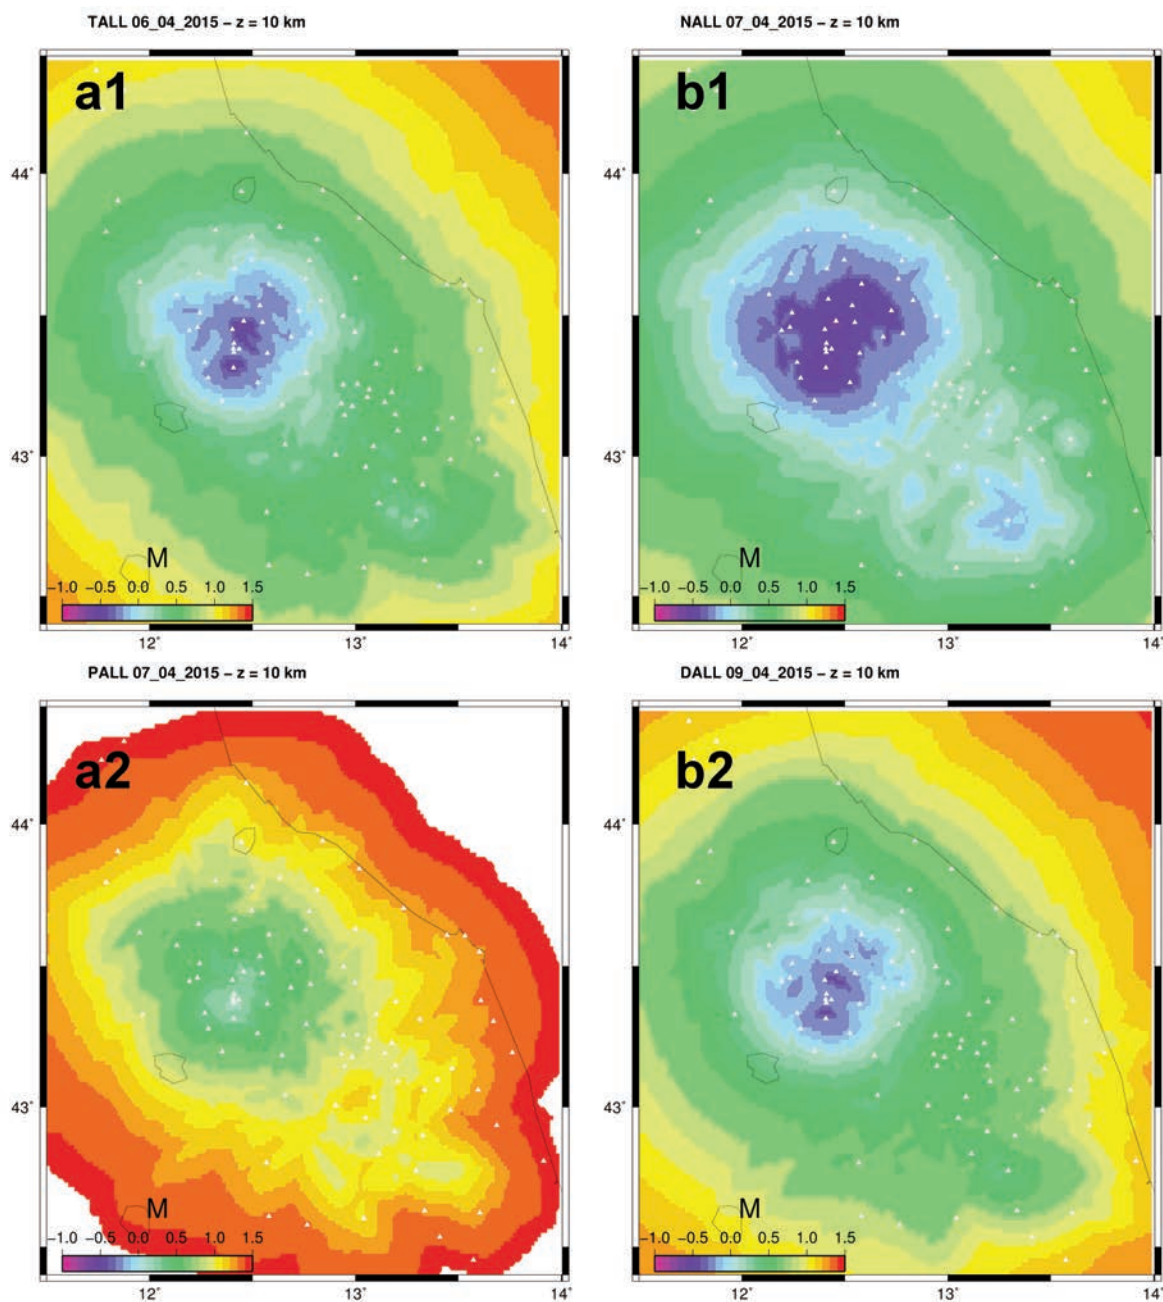 TALL 06_04_2015 – z = 10 km
NALL 07_04_2015 – z = 10 km
a1
b1
44˚
44˚
43˚
43˚
M
M
−1.0 −0.5 0.0 0.5 1.0 1.5
−1.0 −0.5 0.0 0.5 1.0 1.5
12˚ 13˚ 14˚
12˚ 13˚ 14˚
PALL 07_04_2015 – z = 10 km
DALL 09_04_2015 – z = 10 km
a2
b2
44˚
44˚
43˚
43˚
M
M
−1.0 −0.5 0.0 0.5 1.0 1.5
−1.0 −0.5 0.0 0.5 1.0 1.5
12˚ 13˚ 14˚
12˚ 13˚ 14˚